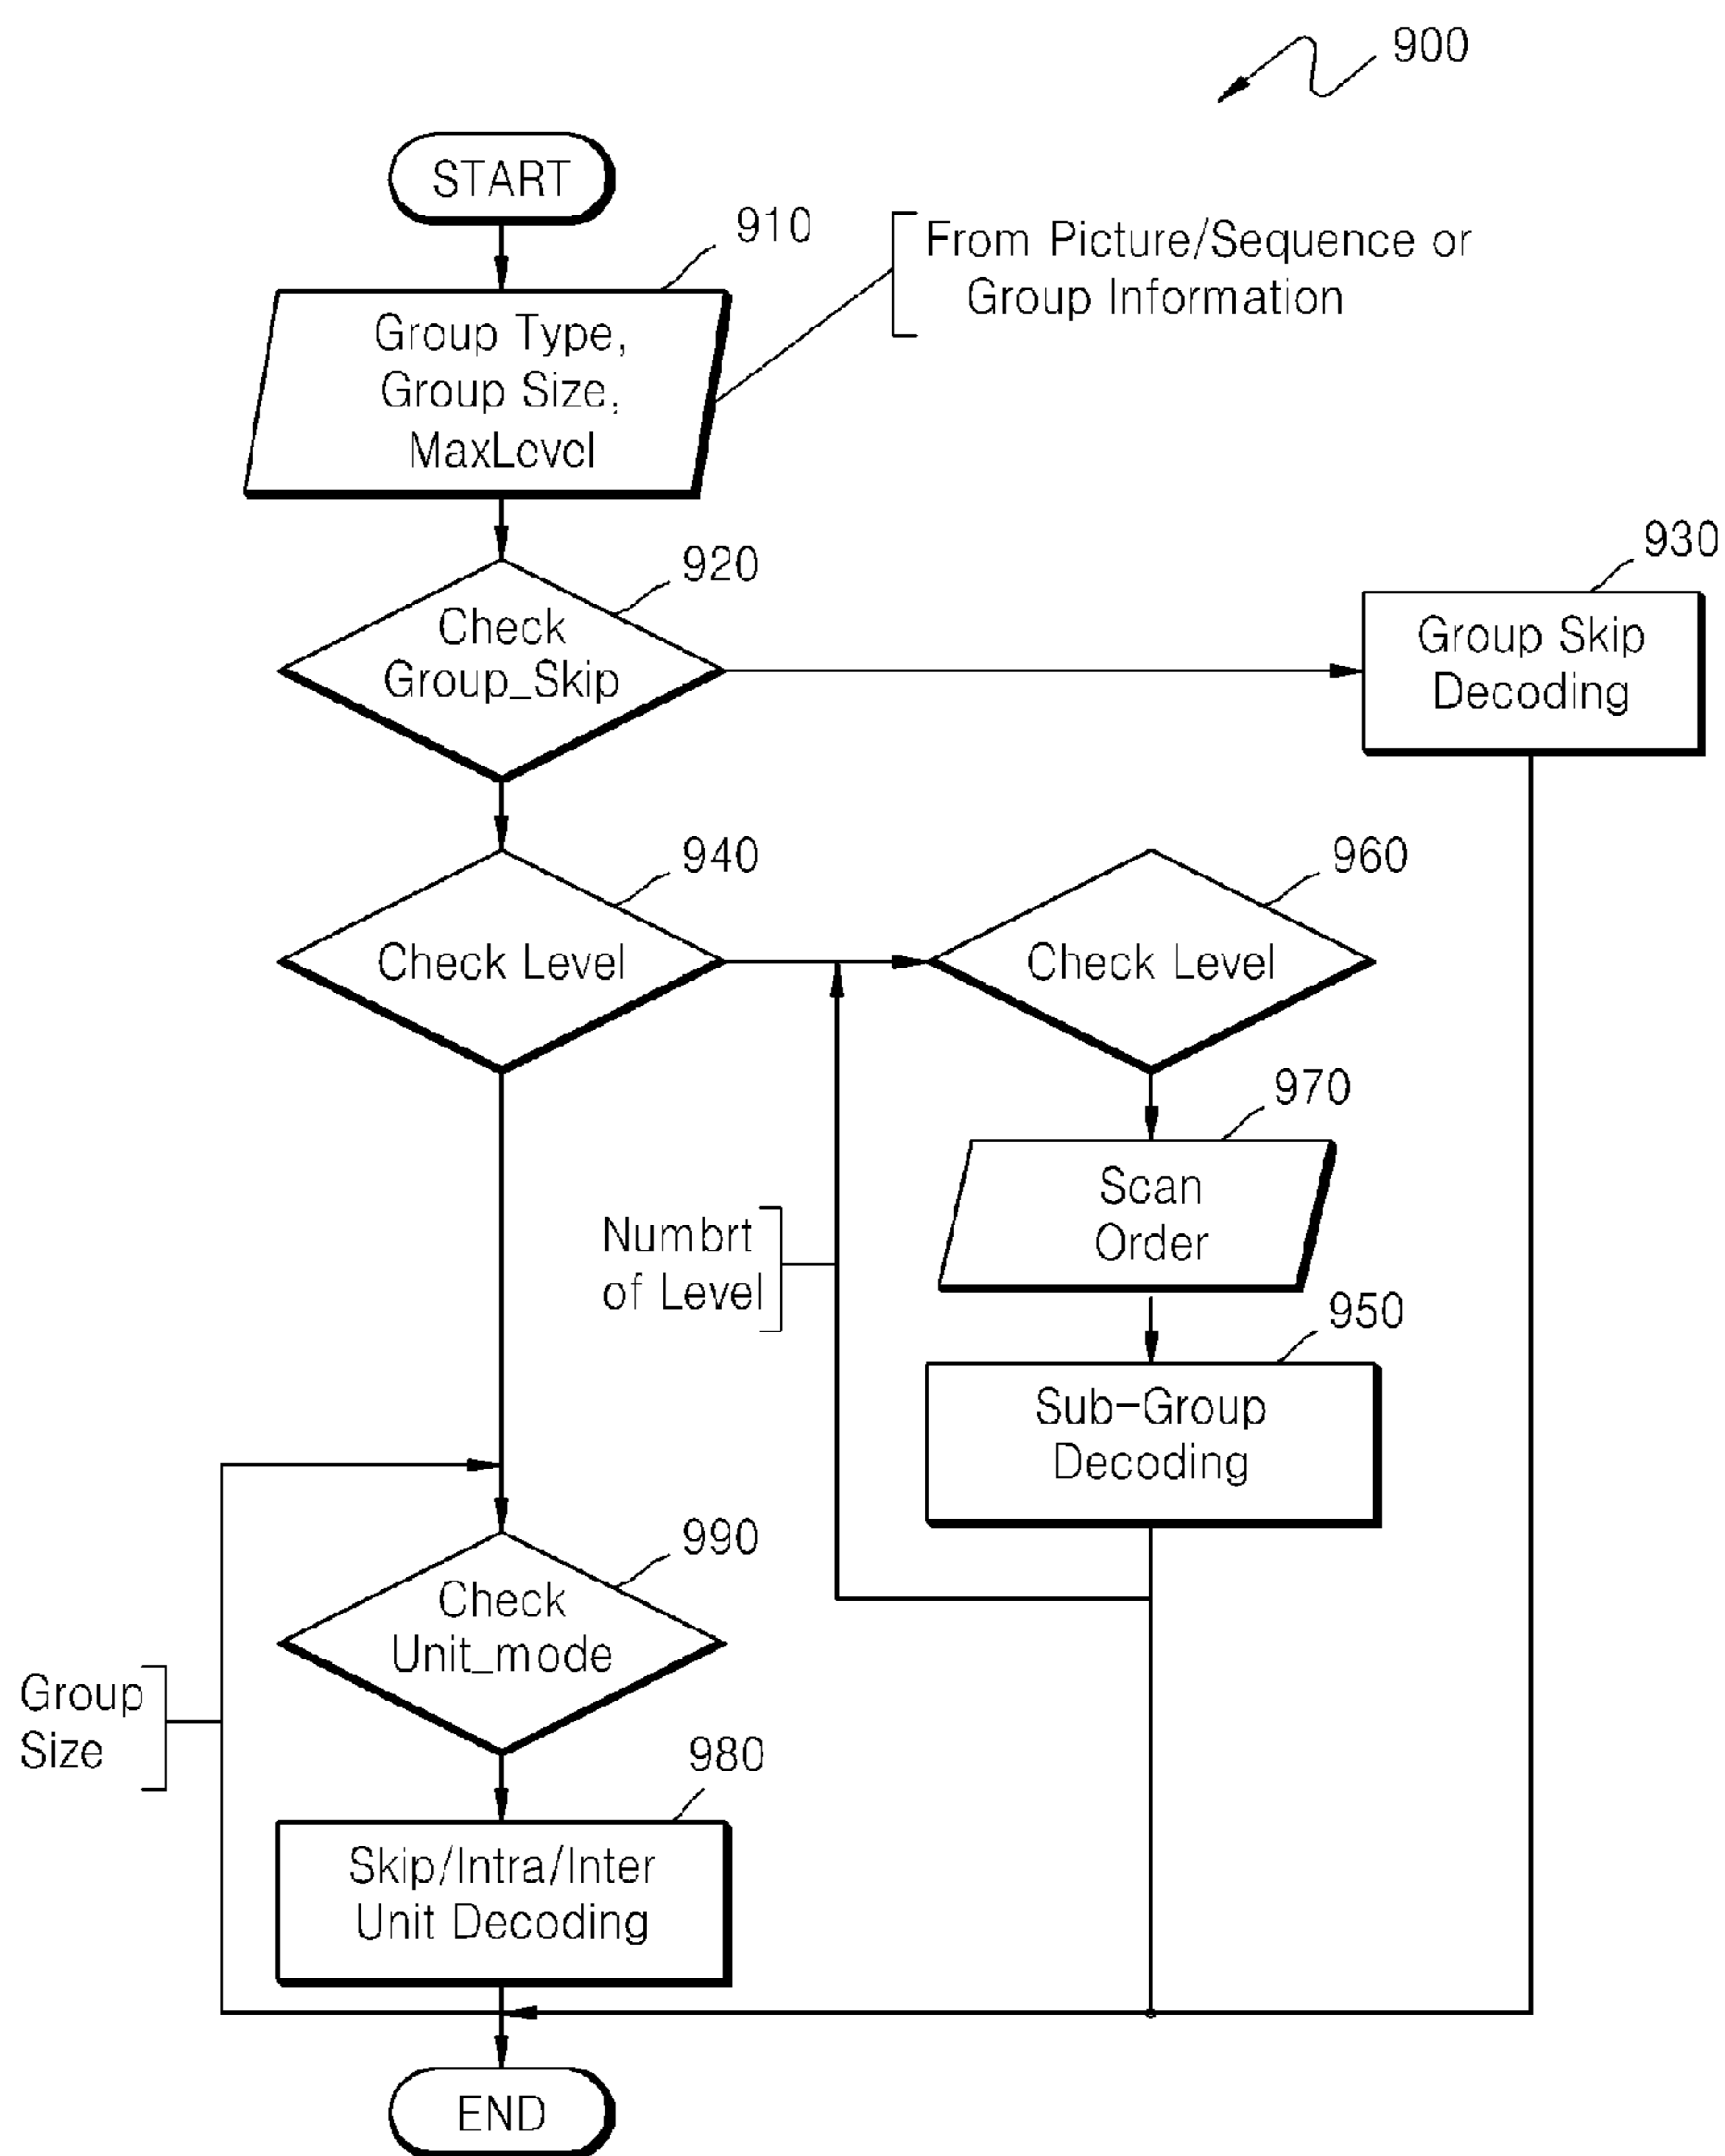 900
START
910
From Picture/Sequence or
Group Information
Group Type,
Group Size,
MaxLevel
920
Check
Group_Skip
930
Group Skip
Decoding
940
Check Level
960
Check Level
970
Scan
Order
Numbrt
of Level
950
Sub-Group
Decoding
990
Check
Unit_mode
Group
Size
980
Skip/Intra/Inter
Unit Decoding
END